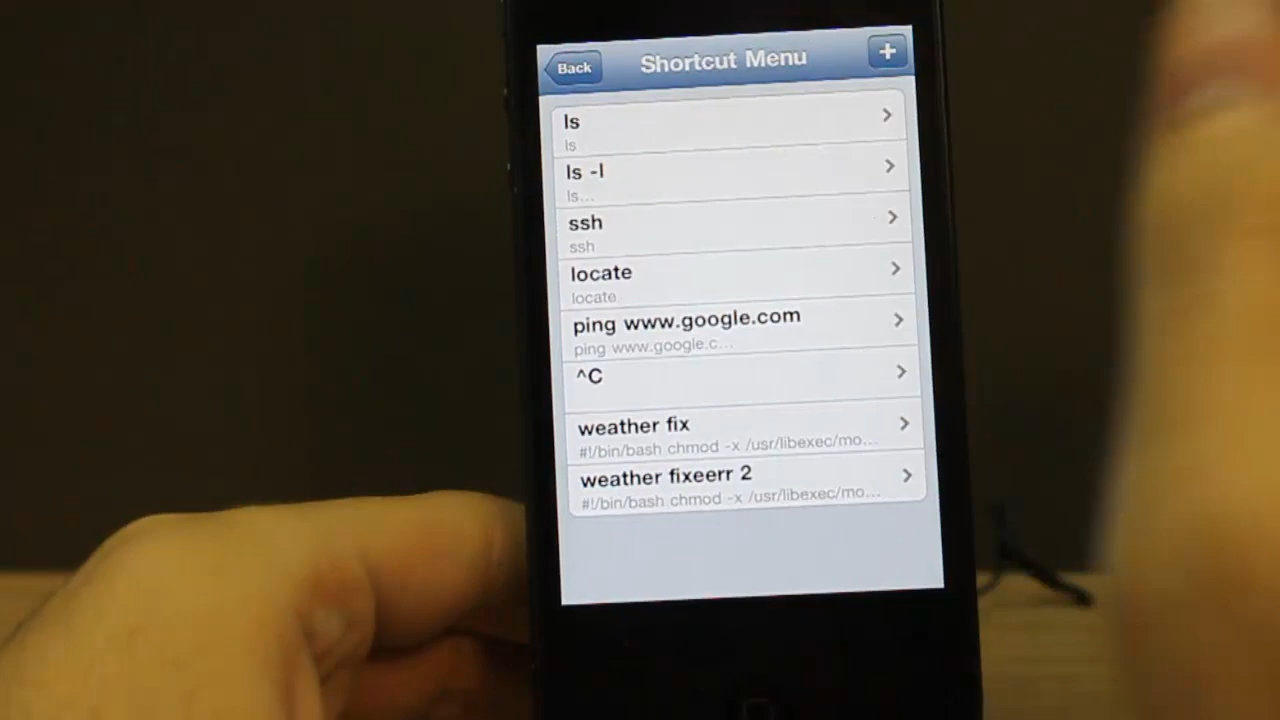 Back
Shortcut Menu
+
ls
ls
ls -l
ls...
ssh
ssh
locate
locate
ping www.google.com
ping www.google.c...
^C
weather fix
#!/bin/bash chmod -x /usr/libexec/mo...
weather fixeerr 2
#!/bin/bash chmod -x /usr/libexec/mo...